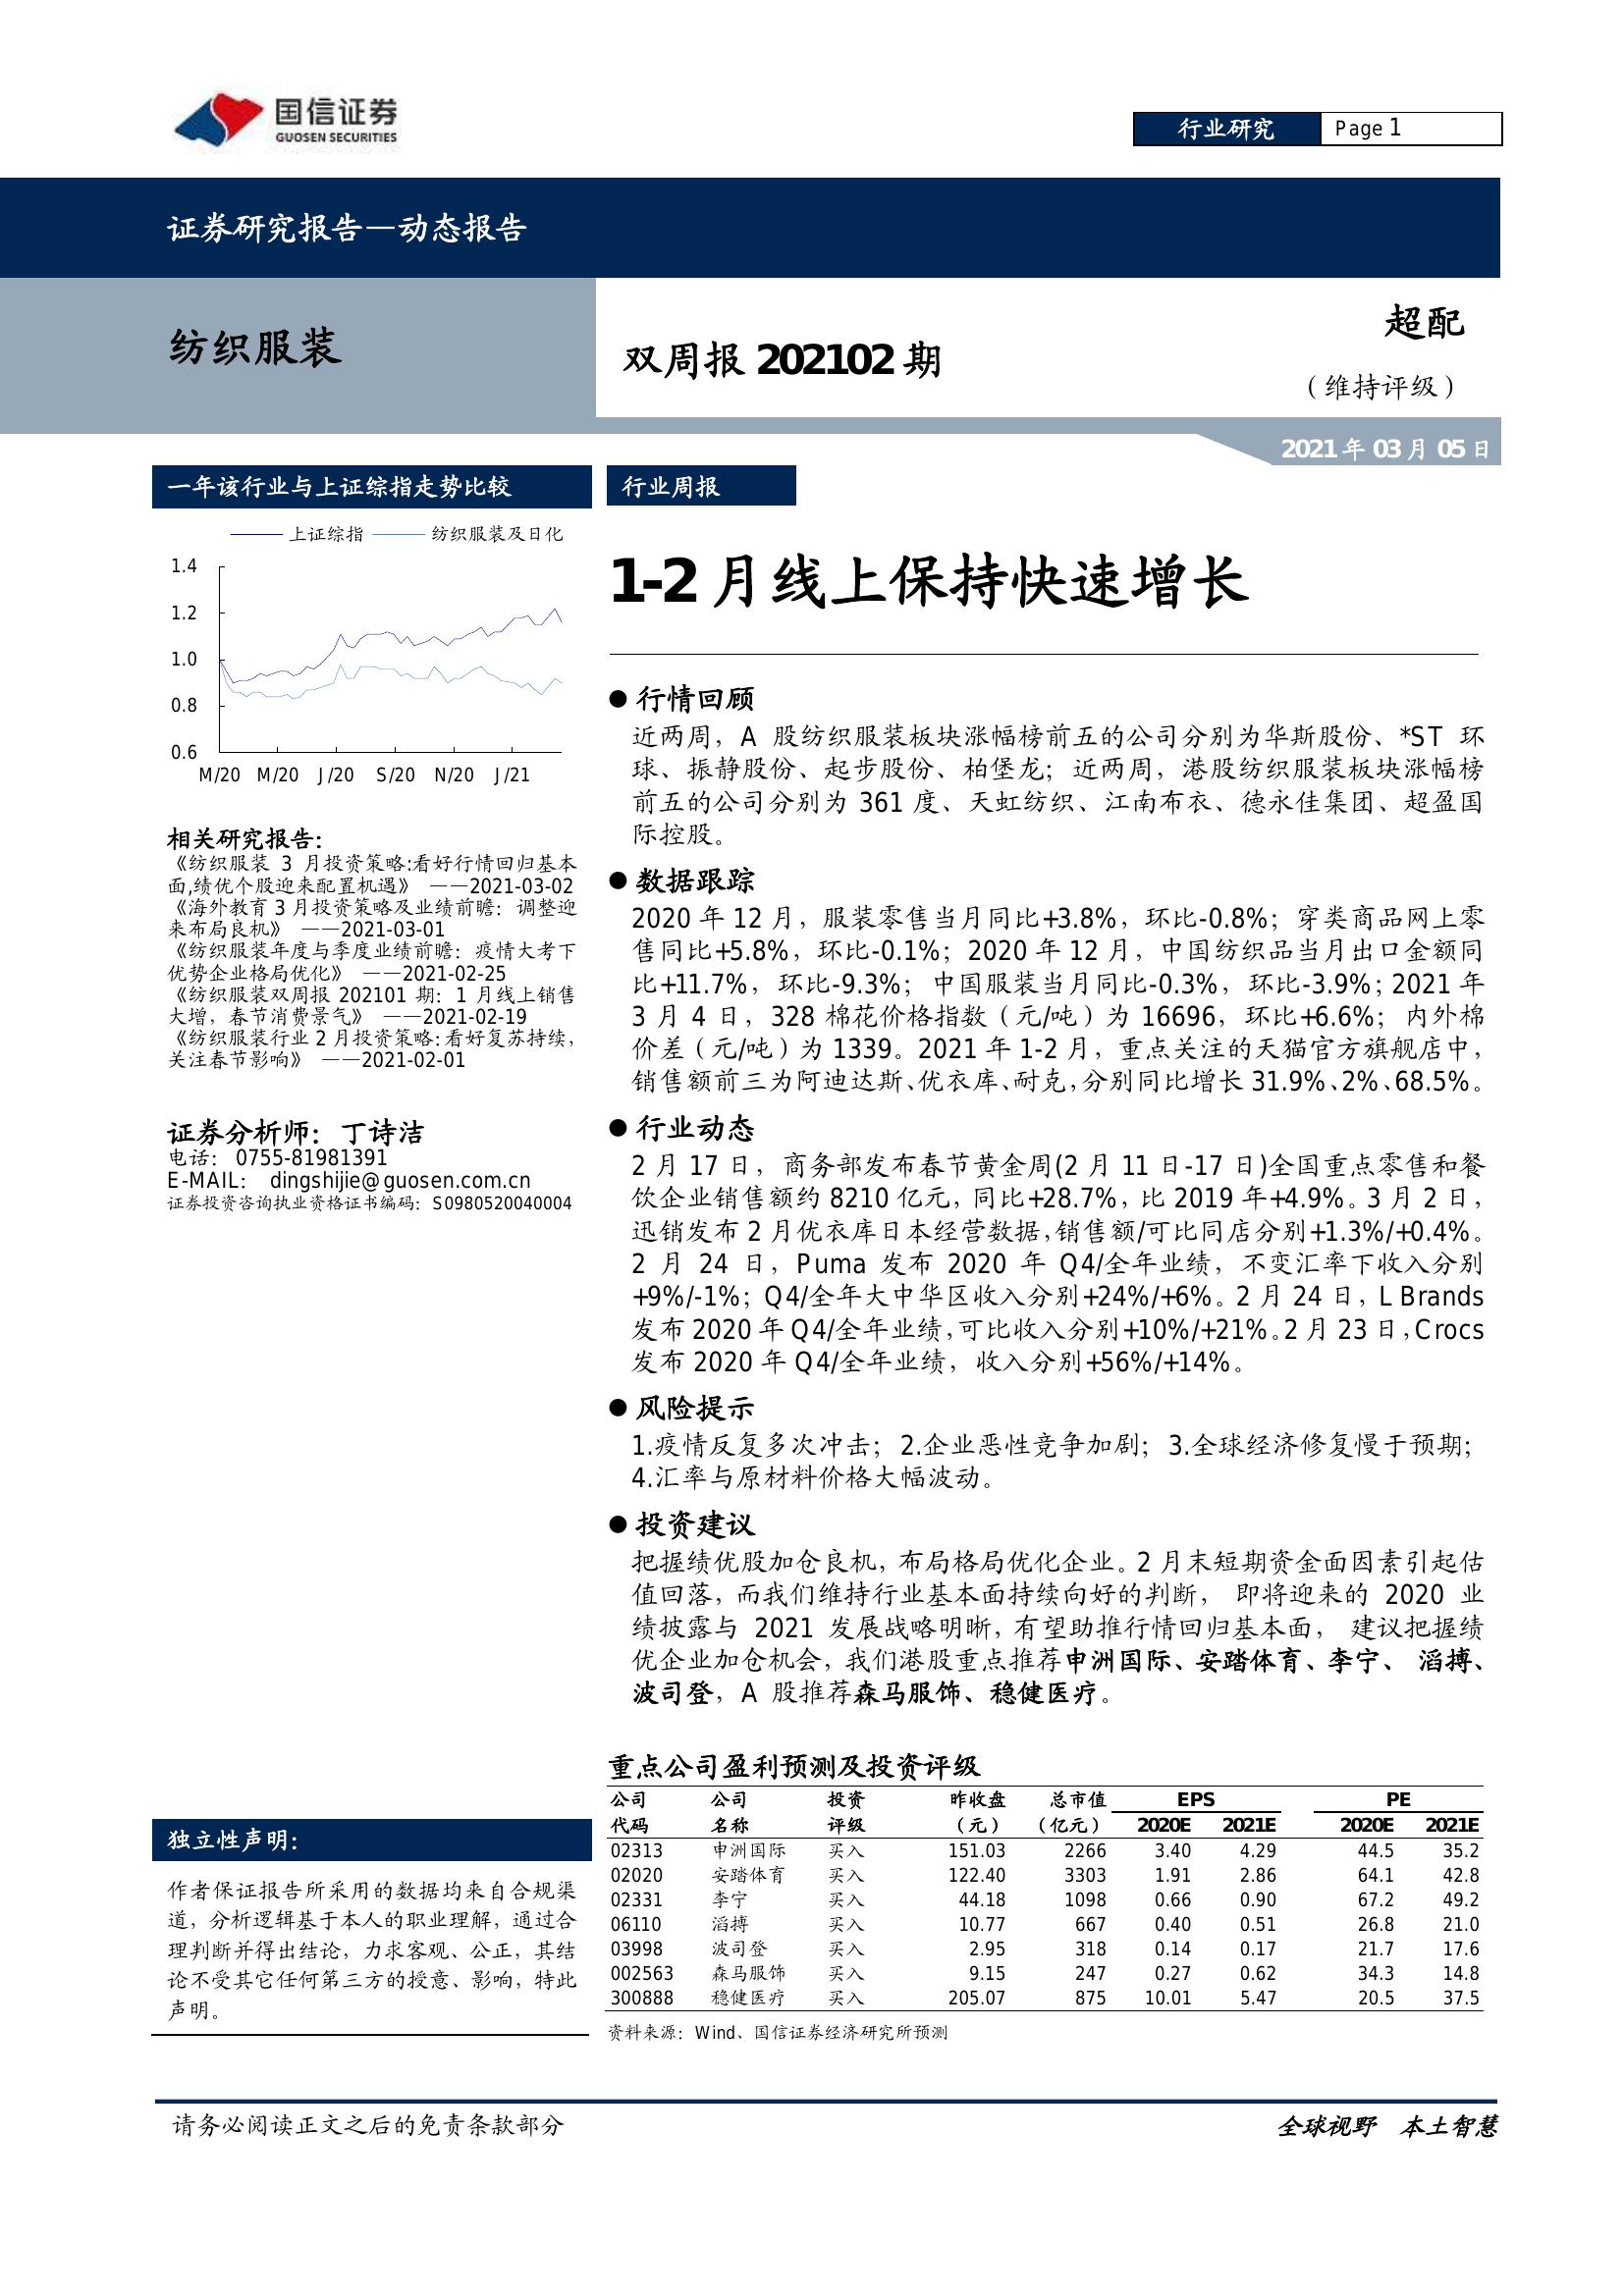 国信证券
GUOSEN SECURITIES
行业研究
Page 1
证券研究报告—动态报告
纺织服装
双周报 202102 期
超配
（维持评级）
2021 年 03 月 05 日
一年该行业与上证综指走势比较
上证综指 纺织服装及日化
1.4
1.2
1.0
0.8
0.6
M/20 M/20 J/20 S/20 N/20 J/21
相关研究报告：
《纺织服装 3 月投资策略:看好行情回归基本
面,绩优个股迎来配置机遇》 ——2021-03-02
《海外教育 3 月投资策略及业绩前瞻：调整迎
来布局良机》 ——2021-03-01
《纺织服装年度与季度业绩前瞻：疫情大考下
优势企业格局优化》 ——2021-02-25
《纺织服装双周报 202101 期：1 月线上销售
大增，春节消费景气》 ——2021-02-19
《纺织服装行业 2 月投资策略:看好复苏持续，
关注春节影响》 ——2021-02-01
证券分析师：丁诗洁
电话： 0755-81981391
E-MAIL： dingshijie@guosen.com.cn
证券投资咨询执业资格证书编码：S0980520040004
独立性声明：
作者保证报告所采用的数据均来自合规渠
道，分析逻辑基于本人的职业理解，通过合
理判断并得出结论，力求客观、公正，其结
论不受其它任何第三方的授意、影响，特此
声明。
行业周报
1-2 月线上保持快速增长
● 行情回顾
近两周，A 股纺织服装板块涨幅榜前五的公司分别为华斯股份、*ST 环
球、振静股份、起步股份、柏堡龙；近两周，港股纺织服装板块涨幅榜
前五的公司分别为 361 度、天虹纺织、江南布衣、德永佳集团、超盈国
际控股。
● 数据跟踪
2020 年 12 月，服装零售当月同比+3.8%，环比-0.8%；穿类商品网上零
售同比+5.8%，环比-0.1%；2020 年 12 月，中国纺织品当月出口金额同
比+11.7%，环比-9.3%；中国服装当月同比-0.3%，环比-3.9%；2021 年
3 月 4 日，328 棉花价格指数（元/吨）为 16696，环比+6.6%；内外棉
价差（元/吨）为 1339。2021 年 1-2 月，重点关注的天猫官方旗舰店中，
销售额前三为阿迪达斯、优衣库、耐克，分别同比增长 31.9%、2%、68.5%。
● 行业动态
2 月 17 日，商务部发布春节黄金周(2 月 11 日-17 日)全国重点零售和餐
饮企业销售额约 8210 亿元，同比+28.7%，比 2019 年+4.9%。3 月 2 日，
迅销发布 2 月优衣库日本经营数据，销售额/可比同店分别+1.3%/+0.4%。
2 月 24 日，Puma 发布 2020 年 Q4/全年业绩，不变汇率下收入分别
+9%/-1%；Q4/全年大中华区收入分别+24%/+6%。2 月 24 日，L Brands
发布 2020 年 Q4/全年业绩，可比收入分别+10%/+21%。2 月 23 日，Crocs
发布 2020 年 Q4/全年业绩，收入分别+56%/+14%。
● 风险提示
1.疫情反复多次冲击；2.企业恶性竞争加剧；3.全球经济修复慢于预期；
4.汇率与原材料价格大幅波动。
● 投资建议
把握绩优股加仓良机，布局格局优化企业。2 月末短期资金面因素引起估
值回落，而我们维持行业基本面持续向好的判断， 即将迎来的 2020 业
绩披露与 2021 发展战略明晰，有望助推行情回归基本面， 建议把握绩
优企业加仓机会，我们港股重点推荐申洲国际、安踏体育、李宁、 滔搏、
波司登，A 股推荐森马服饰、稳健医疗。
重点公司盈利预测及投资评级
公司 公司 投资 昨收盘 总市值 EPS PE
代码 名称 评级 （元） （亿元） 2020E 2021E 2020E 2021E
02313 申洲国际 买入 151.03 2266 3.40 4.29 44.5 35.2
02020 安踏体育 买入 122.40 3303 1.91 2.86 64.1 42.8
02331 李宁 买入 44.18 1098 0.66 0.90 67.2 49.2
06110 滔搏 买入 10.77 667 0.40 0.51 26.8 21.0
03998 波司登 买入 2.95 318 0.14 0.17 21.7 17.6
002563 森马服饰 买入 9.15 247 0.27 0.62 34.3 14.8
300888 稳健医疗 买入 205.07 875 10.01 5.47 20.5 37.5
资料来源：Wind、国信证券经济研究所预测
请务必阅读正文之后的免责条款部分
全球视野 本土智慧